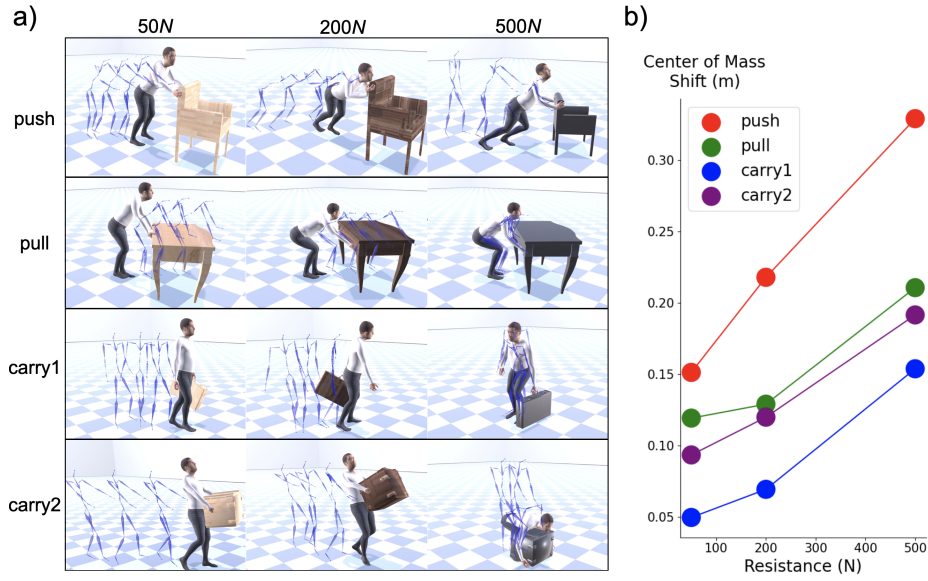 a)
50N
200N
500N
push
pull
carry1
carry2
b)
Center of Mass
Shift (m)
push
pull
carry1
carry2
0.30
0.25
0.20
0.15
0.10
0.05
100
200
300
400
500
Resistance (N)